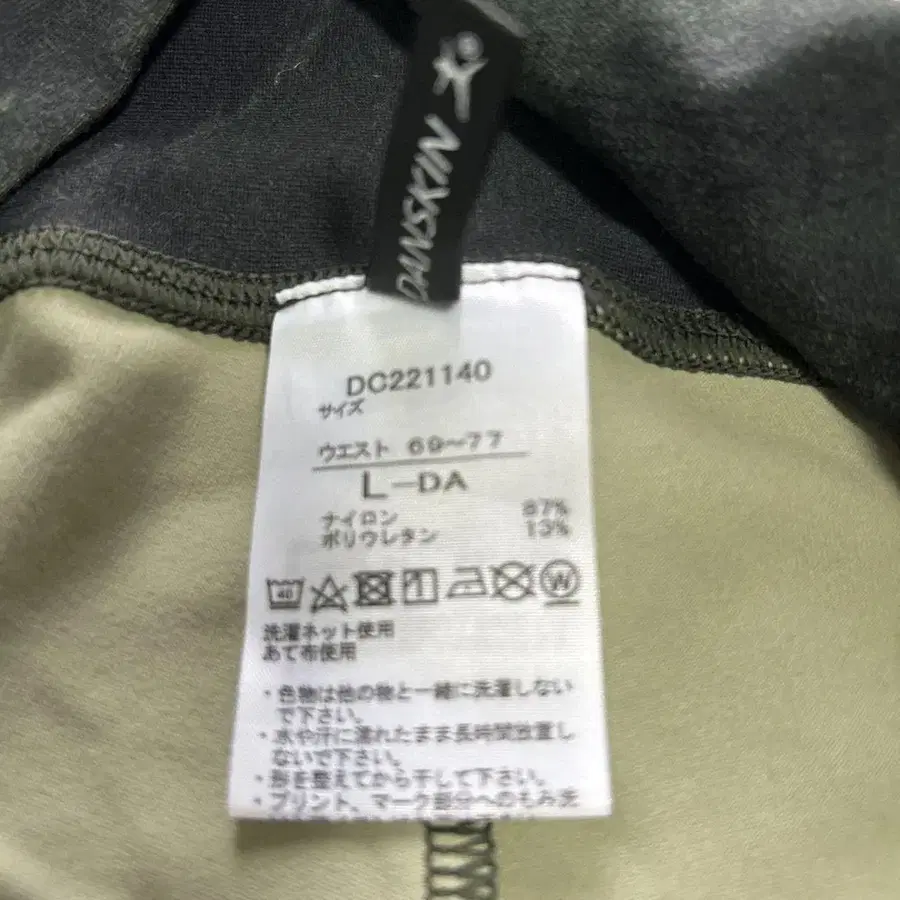 DANSKIN
DC221140
サイズ
ウエスト 69〜77
L-DA
ナイロン 87%
ポリウレタン 13%
40
W
洗濯ネット使用
あて布使用
・色物は他の物と一緒に洗濯しない
で下さい。
・水や汗に濡れたまま長時間放置し
ないで下さい。
・形を整えてから干して下さい。
・プリント、マーク部分へのもみ洗